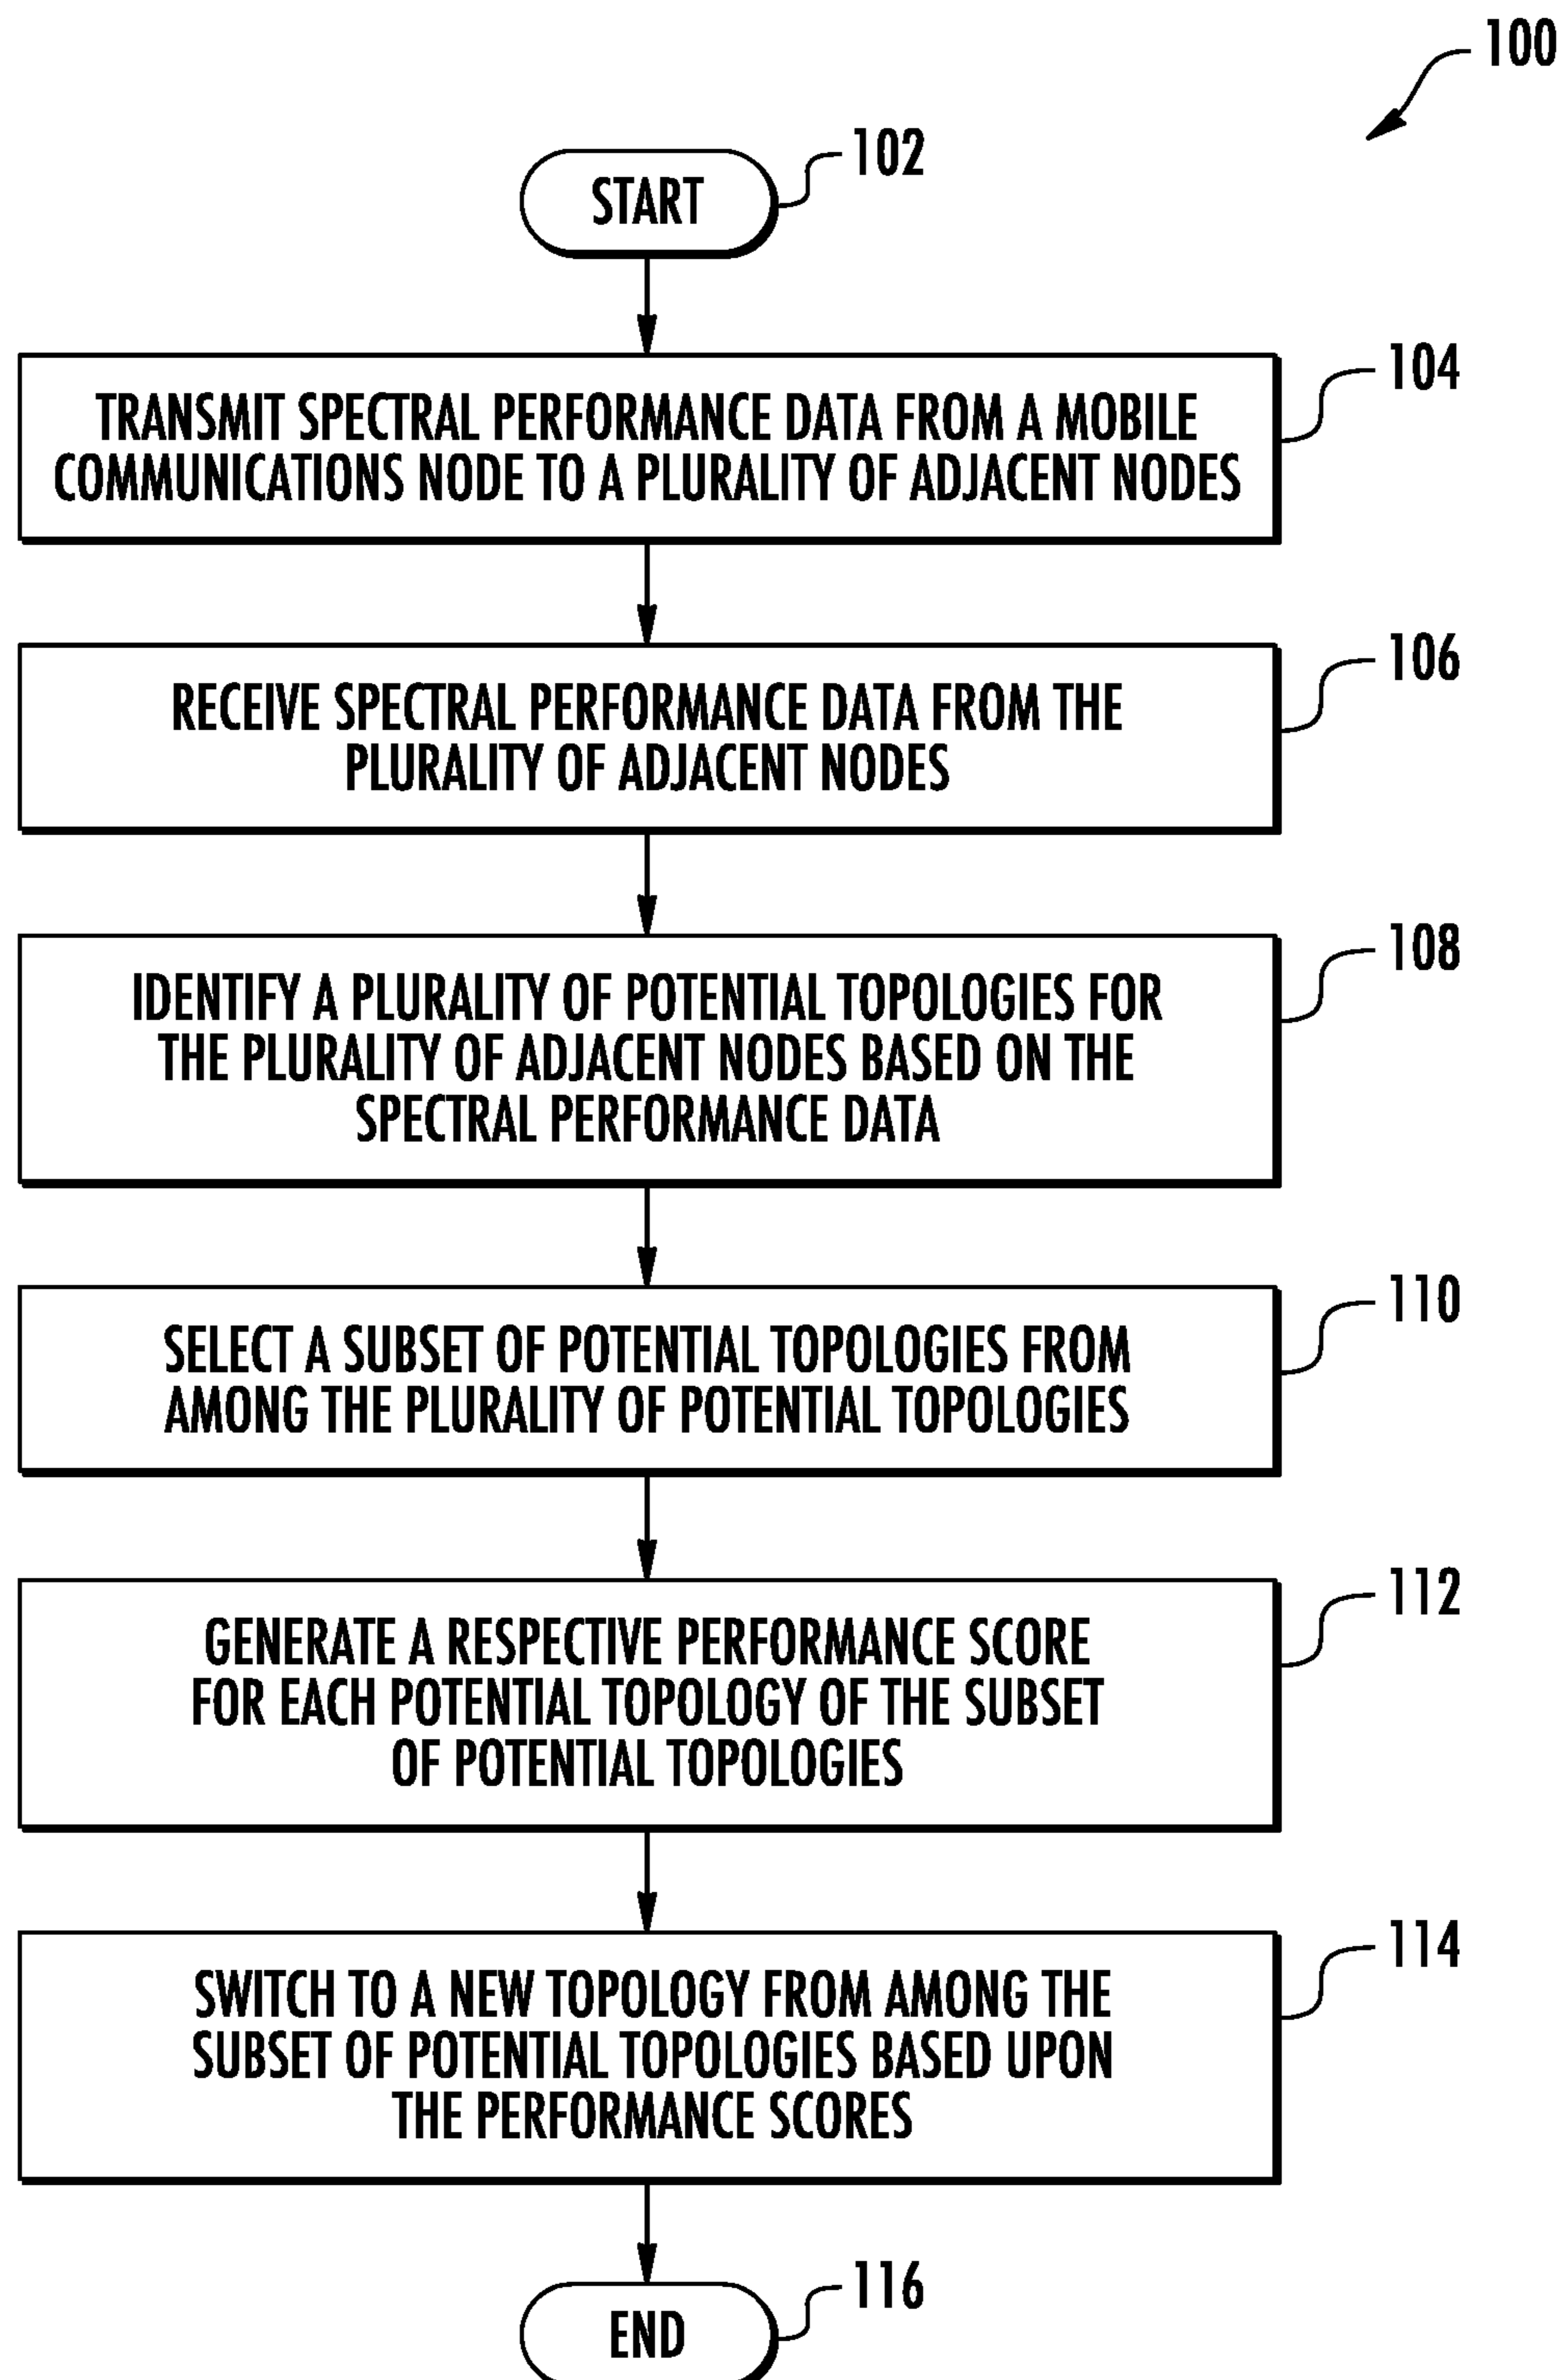 100
START
102
TRANSMIT SPECTRAL PERFORMANCE DATA FROM A MOBILE
COMMUNICATIONS NODE TO A PLURALITY OF ADJACENT NODES
104
RECEIVE SPECTRAL PERFORMANCE DATA FROM THE
PLURALITY OF ADJACENT NODES
106
IDENTIFY A PLURALITY OF POTENTIAL TOPOLOGIES FOR
THE PLURALITY OF ADJACENT NODES BASED ON THE
SPECTRAL PERFORMANCE DATA
108
SELECT A SUBSET OF POTENTIAL TOPOLOGIES FROM
AMONG THE PLURALITY OF POTENTIAL TOPOLOGIES
110
GENERATE A RESPECTIVE PERFORMANCE SCORE
FOR EACH POTENTIAL TOPOLOGY OF THE SUBSET
OF POTENTIAL TOPOLOGIES
112
SWITCH TO A NEW TOPOLOGY FROM AMONG THE
SUBSET OF POTENTIAL TOPOLOGIES BASED UPON
THE PERFORMANCE SCORES
114
END
116